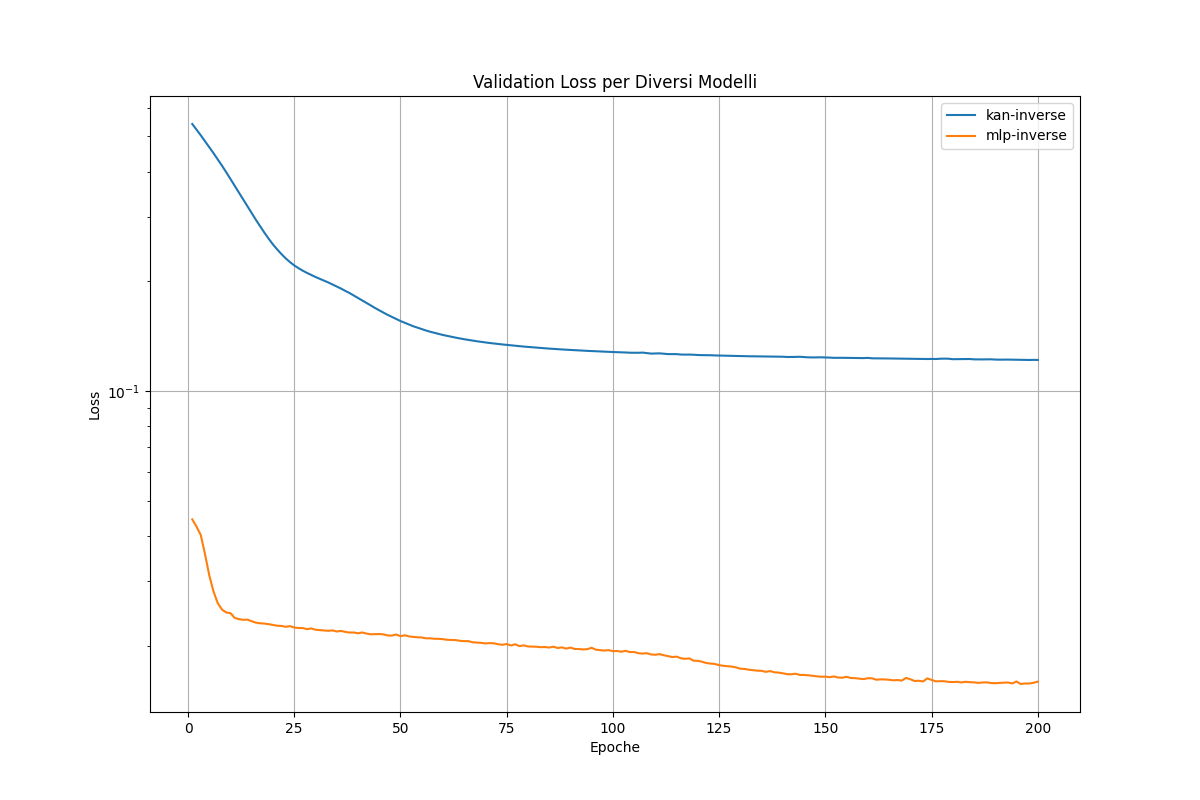 Validation Loss per Diversi Modelli
kan-inverse
mlp-inverse
Loss
10⁻¹
0 25 50 75 100 125 150 175 200
Epoche